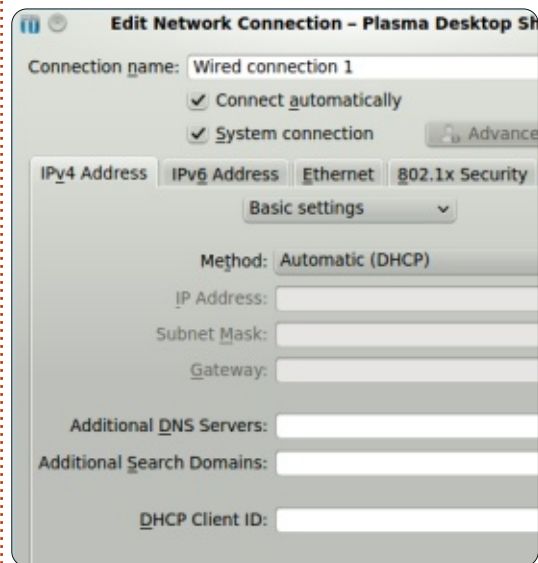 Edit Network Connection – Plasma Desktop Sh
Connection name: Wired connection 1
Connect automatically
System connection Advance
IPv4 Address IPv6 Address Ethernet 802.1x Security
Basic settings
Method: Automatic (DHCP)
IP Address:
Subnet Mask:
Gateway:
Additional DNS Servers:
Additional Search Domains:
DHCP Client ID: